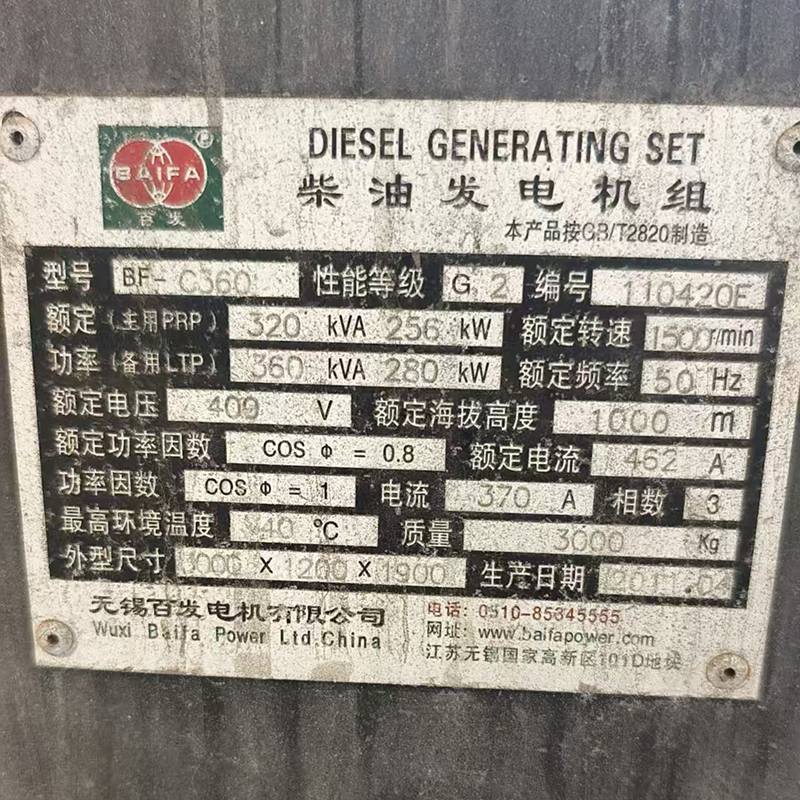 BAIFA
百发
DIESEL GENERATING SET
柴油发电机组
本产品按GB/T2820制造
型号 BF- C360 性能等级 G 2 编号 110420E
额定(主用PRP) 320 kVA 256 kW 额定转速 1500r/min
功率(备用LTP) 360 kVA 280 kW 额定频率 50 Hz
额定电压 400 V 额定海拔高度 1000 m
额定功率因数 COS Φ = 0.8 额定电流 462 A
功率因数 COS Φ = 1 电流 370 A 相数 3
最高环境温度 40 ℃ 质量 3000 Kg
外型尺寸 3000 X 1200 X 1900 生产日期 2011.04
无锡百发电机有限公司
Wuxi Baifa Power Ltd.China
电话: 0510-85345555
网址: www.baifapower.com
江苏无锡国家高新区101D地块